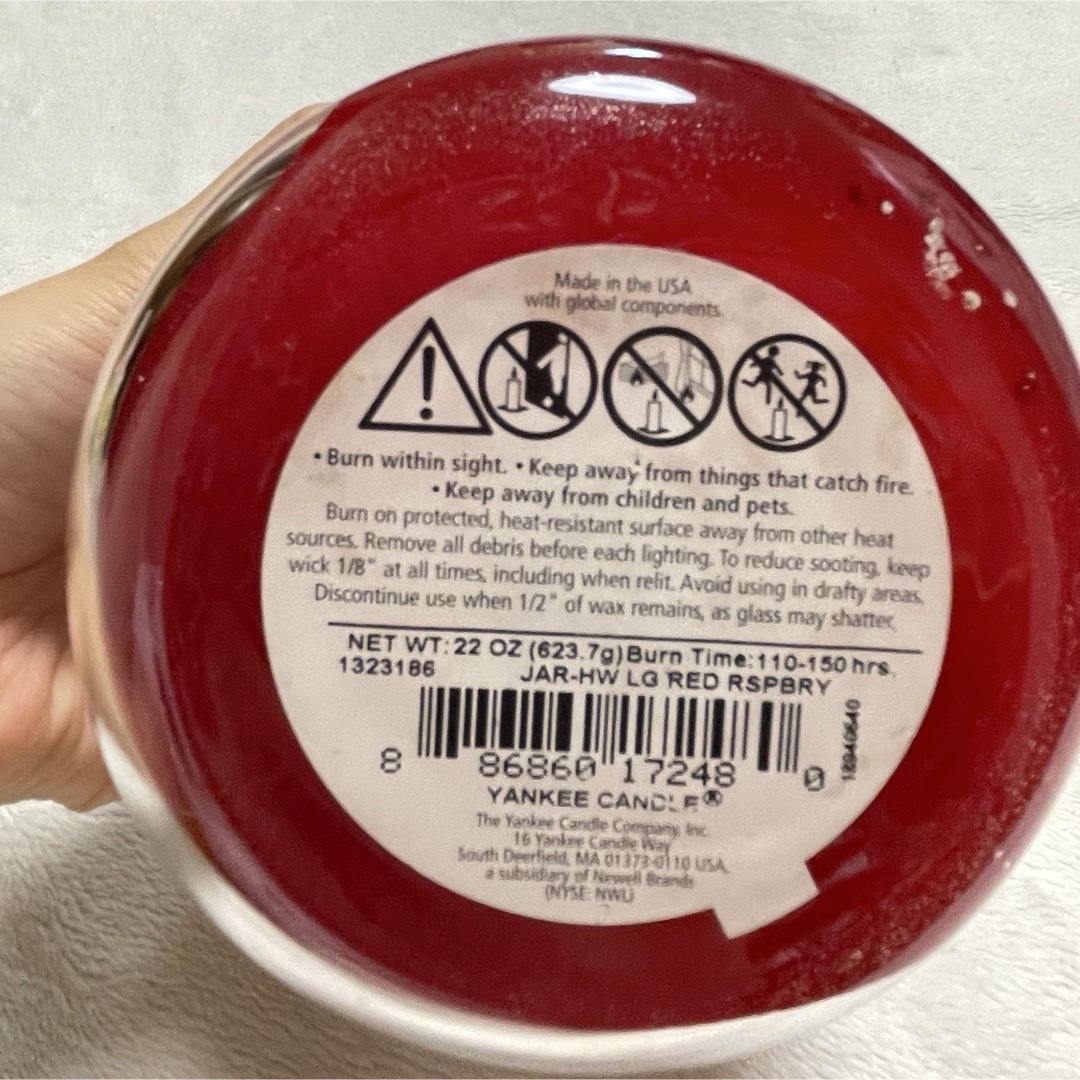 Made in the USA
with global components.
• Burn within sight. • Keep away from things that catch fire.
• Keep away from children and pets.
Burn on protected, heat-resistant surface away from other heat
sources. Remove all debris before each lighting. To reduce sooting, keep
wick 1/8" at all times, including when relit. Avoid using in drafty areas.
Discontinue use when 1/2" of wax remains, as glass may shatter.
NET WT: 22 OZ (623.7g) Burn Time: 110-150 hrs.
1323186 JAR-HW LG RED RSPBRY
8 86860 17248 0
YANKEE CANDLE®
The Yankee Candle Company, Inc.
16 Yankee Candle Way
South Deerfield, MA 01373-0110 USA,
a subsidiary of Newell Brands
(NYSE: NWL)